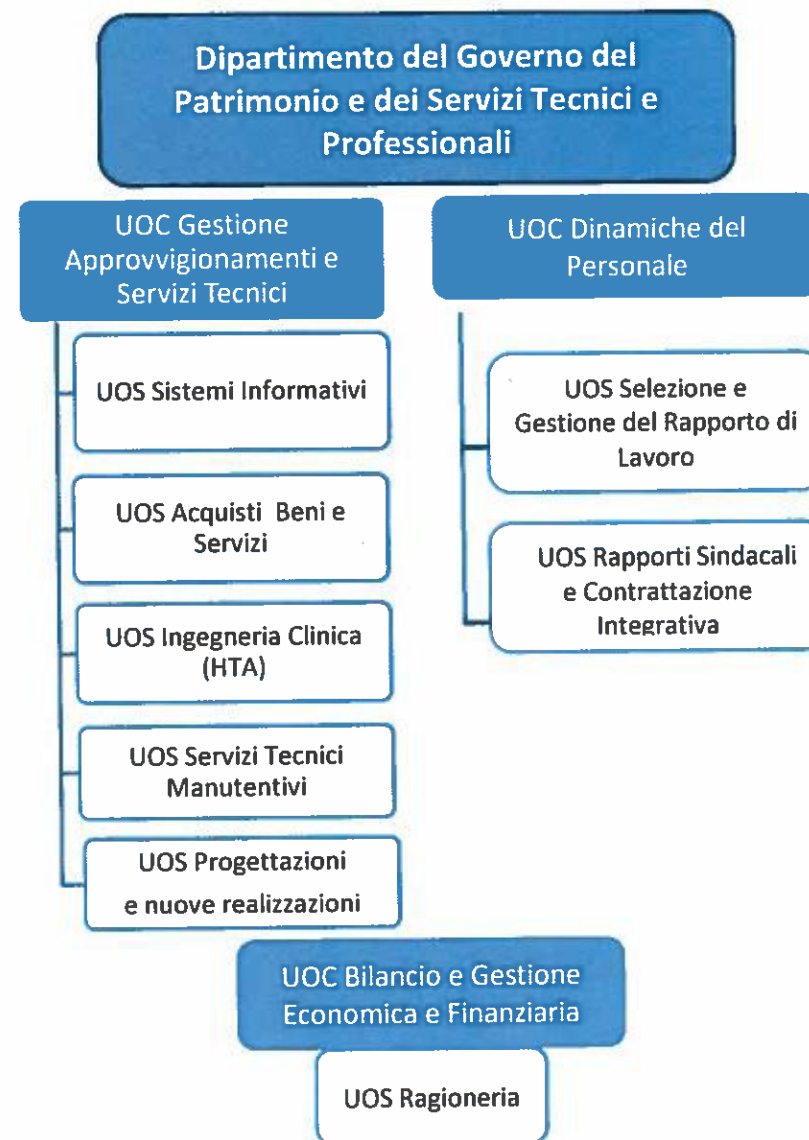 Dipartimento del Governo del
Patrimonio e dei Servizi Tecnici e
Professionali
UOC Gestione
Approvvigionamenti e
Servizi Tecnici
UOS Sistemi Informativi
UOS Acquisti Beni e
Servizi
UOS Ingegneria Clinica
(HTA)
UOS Servizi Tecnici
Manutentivi
UOS Progettazioni
e nuove realizzazioni
UOC Dinamiche del
Personale
UOS Selezione e
Gestione del Rapporto di
Lavoro
UOS Rapporti Sindacali
e Contrattazione
Integrativa
UOC Bilancio e Gestione
Economica e Finanziaria
UOS Ragioneria